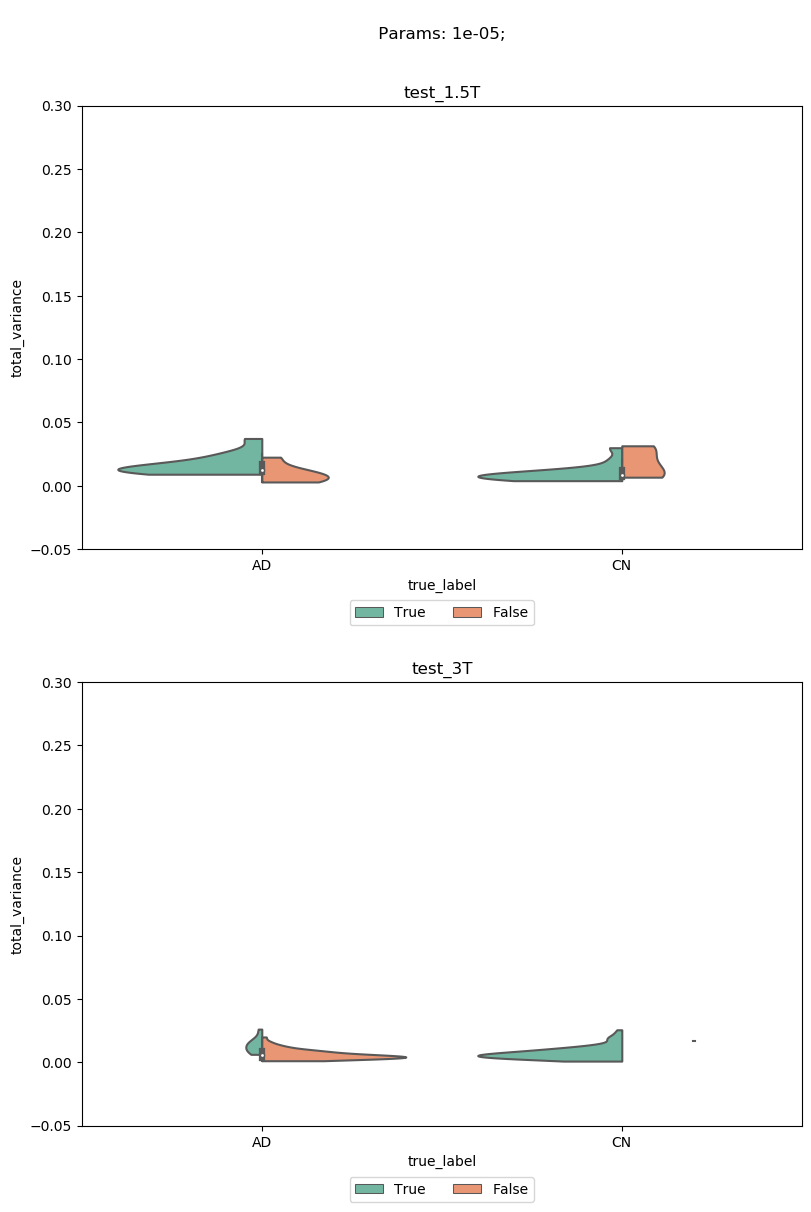 Params: 1e-05;
test_1.5T
0.30
0.25
0.20
0.15
0.10
0.05
0.00
−0.05
total_variance
AD CN
true_label
True False
test_3T
0.30
0.25
0.20
0.15
0.10
0.05
0.00
−0.05
total_variance
AD CN
true_label
True False